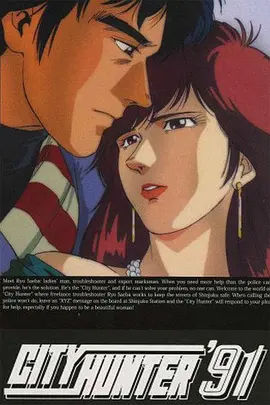 Meet Ryo Saeba: ladies' man, troubleshooter and expert marksman. When you need more help than the police can
provide, he's the solution. He's the "City Hunter", and if he can't solve your problem, no one can. Welcome to the world of
"City Hunter" where freelance troubleshooter Ryo Saeba works to keep the streets of Shinjuku safe. When calling the
police won't do, leave an "XYZ" message on the board at Shinjuku Station and the "City Hunter" will respond to your plea
for help, especially if you happen to be a beautiful woman!
CITY HUNTER '91